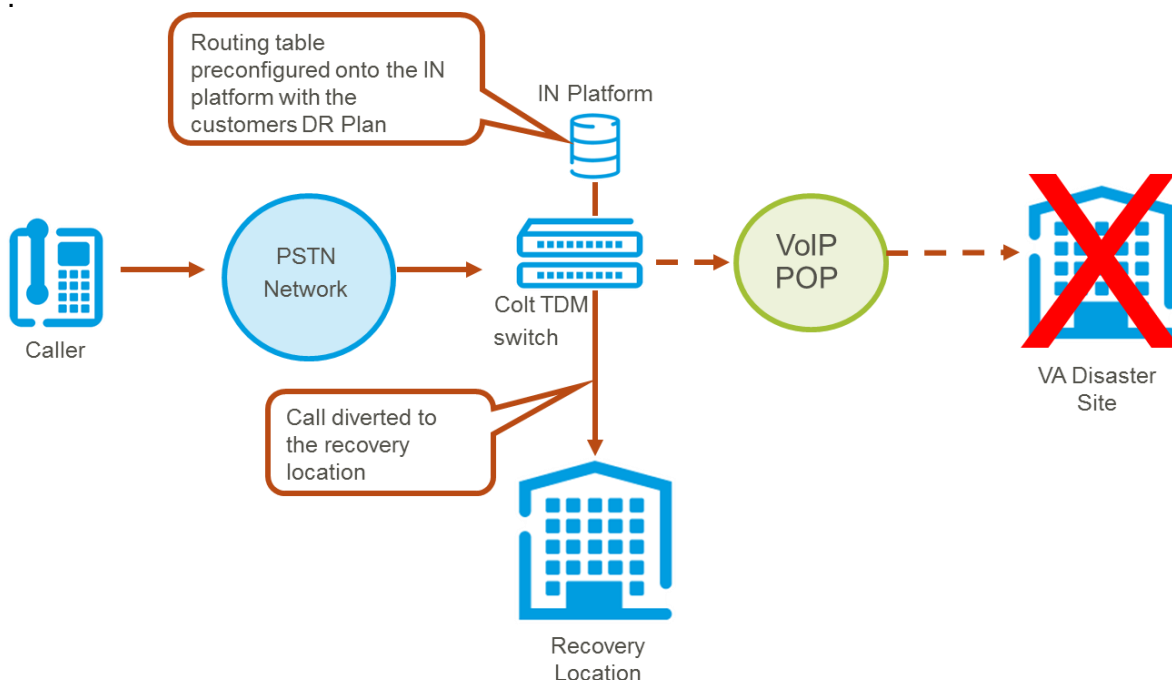 .
Routing table
preconfigured onto the IN
platform with the
customers DR Plan
IN Platform
PSTN
Network
VoIP
POP
Colt TDM
switch
Caller
VA Disaster
Site
Call diverted to
the recovery
location
Recovery
Location